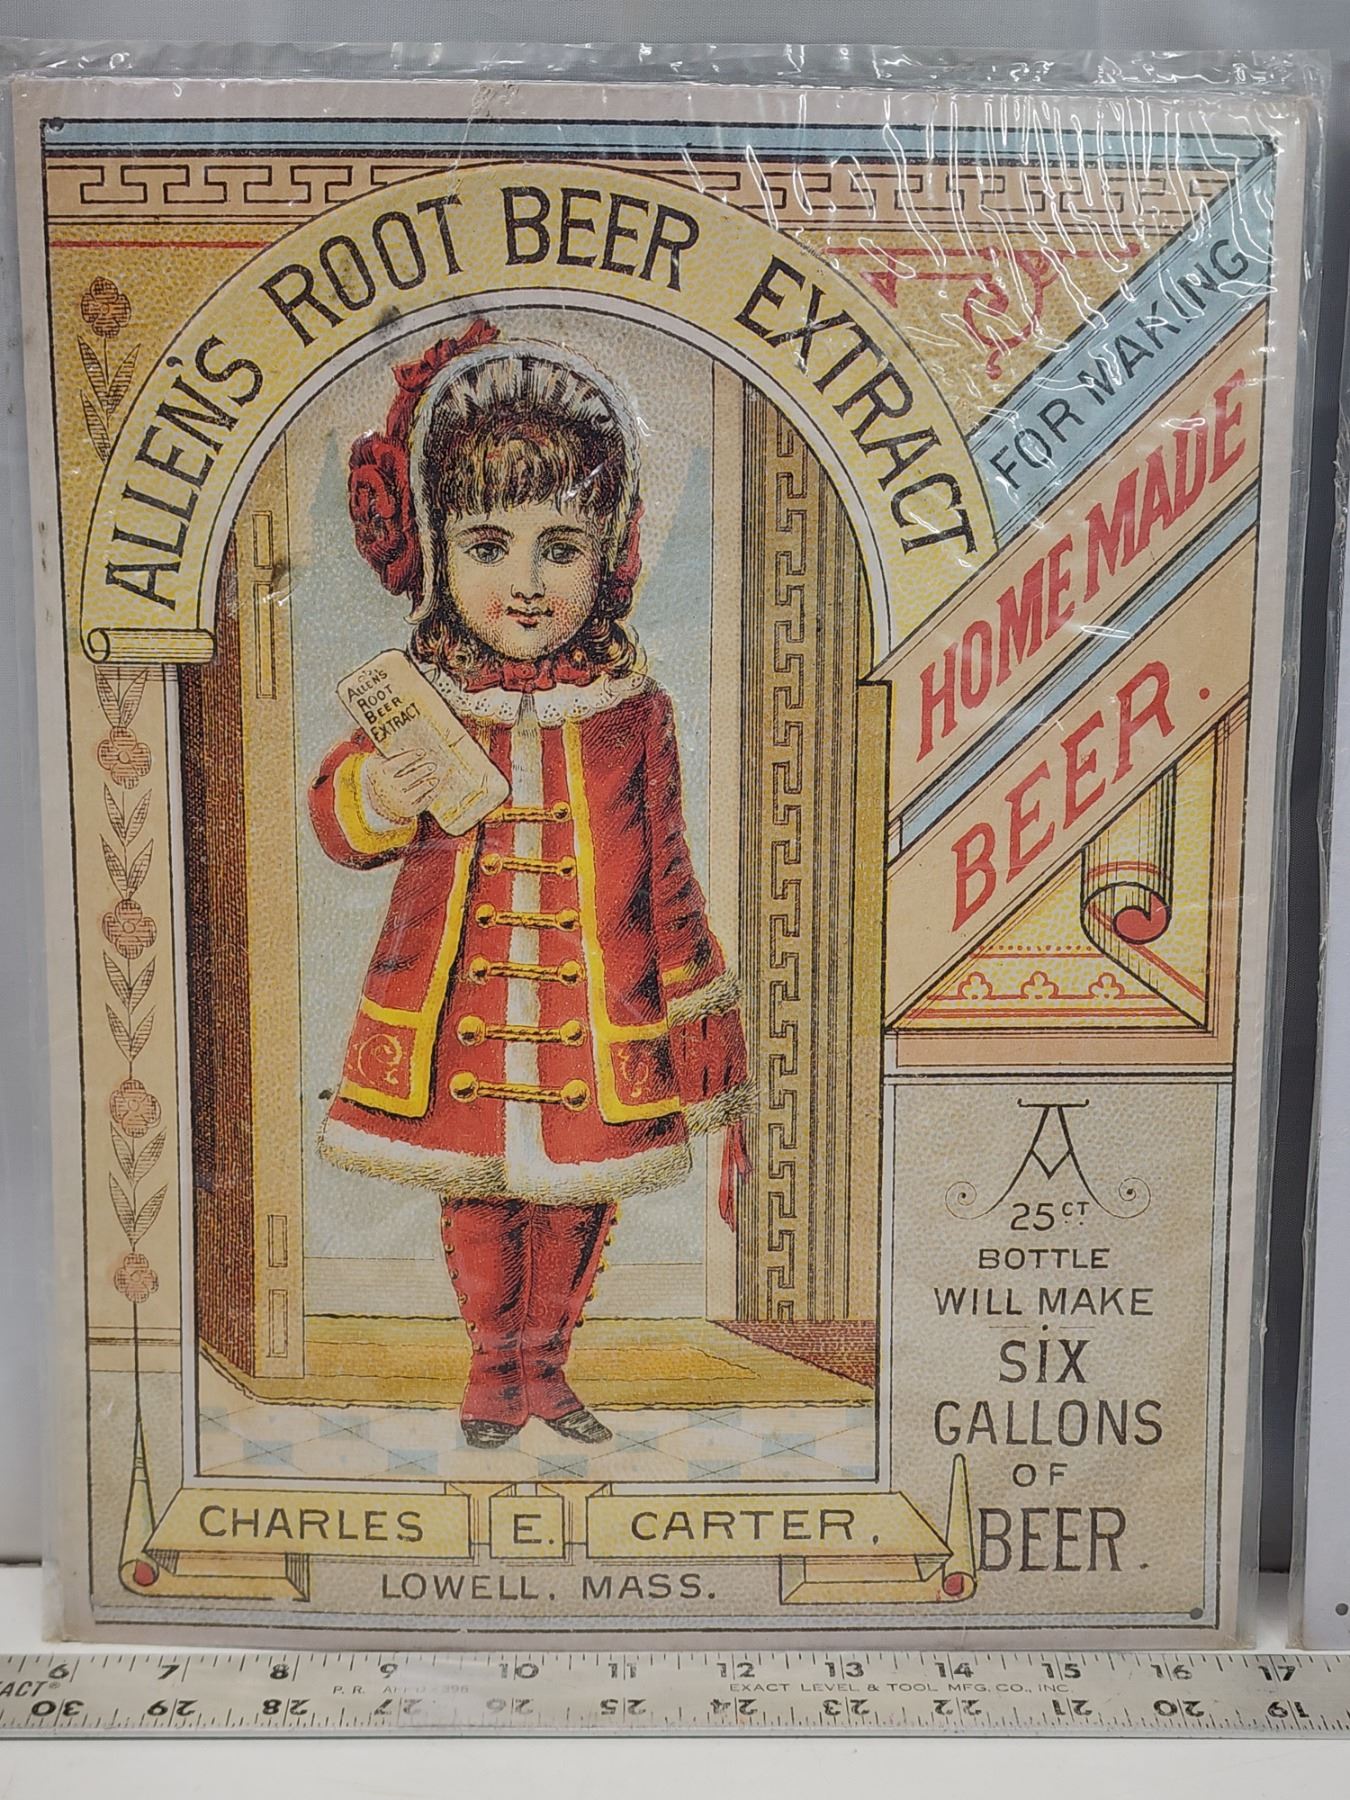 ALLEN'S ROOT BEER EXTRACT
FOR MAKING
HOME MADE
BEER.
ALLEN'S
ROOT
BEER
EXTRACT
25CT.
BOTTLE
WILL MAKE
SIX
GALLONS
OF
BEER.
CHARLES E. CARTER.
LOWELL, MASS.
6 7 8 9 10 11 12 13 14 15 16 17
EXACT LEVEL & TOOL MFG. CO., INC.
30 29 28 27 26 25 24 23 22 21 20 19